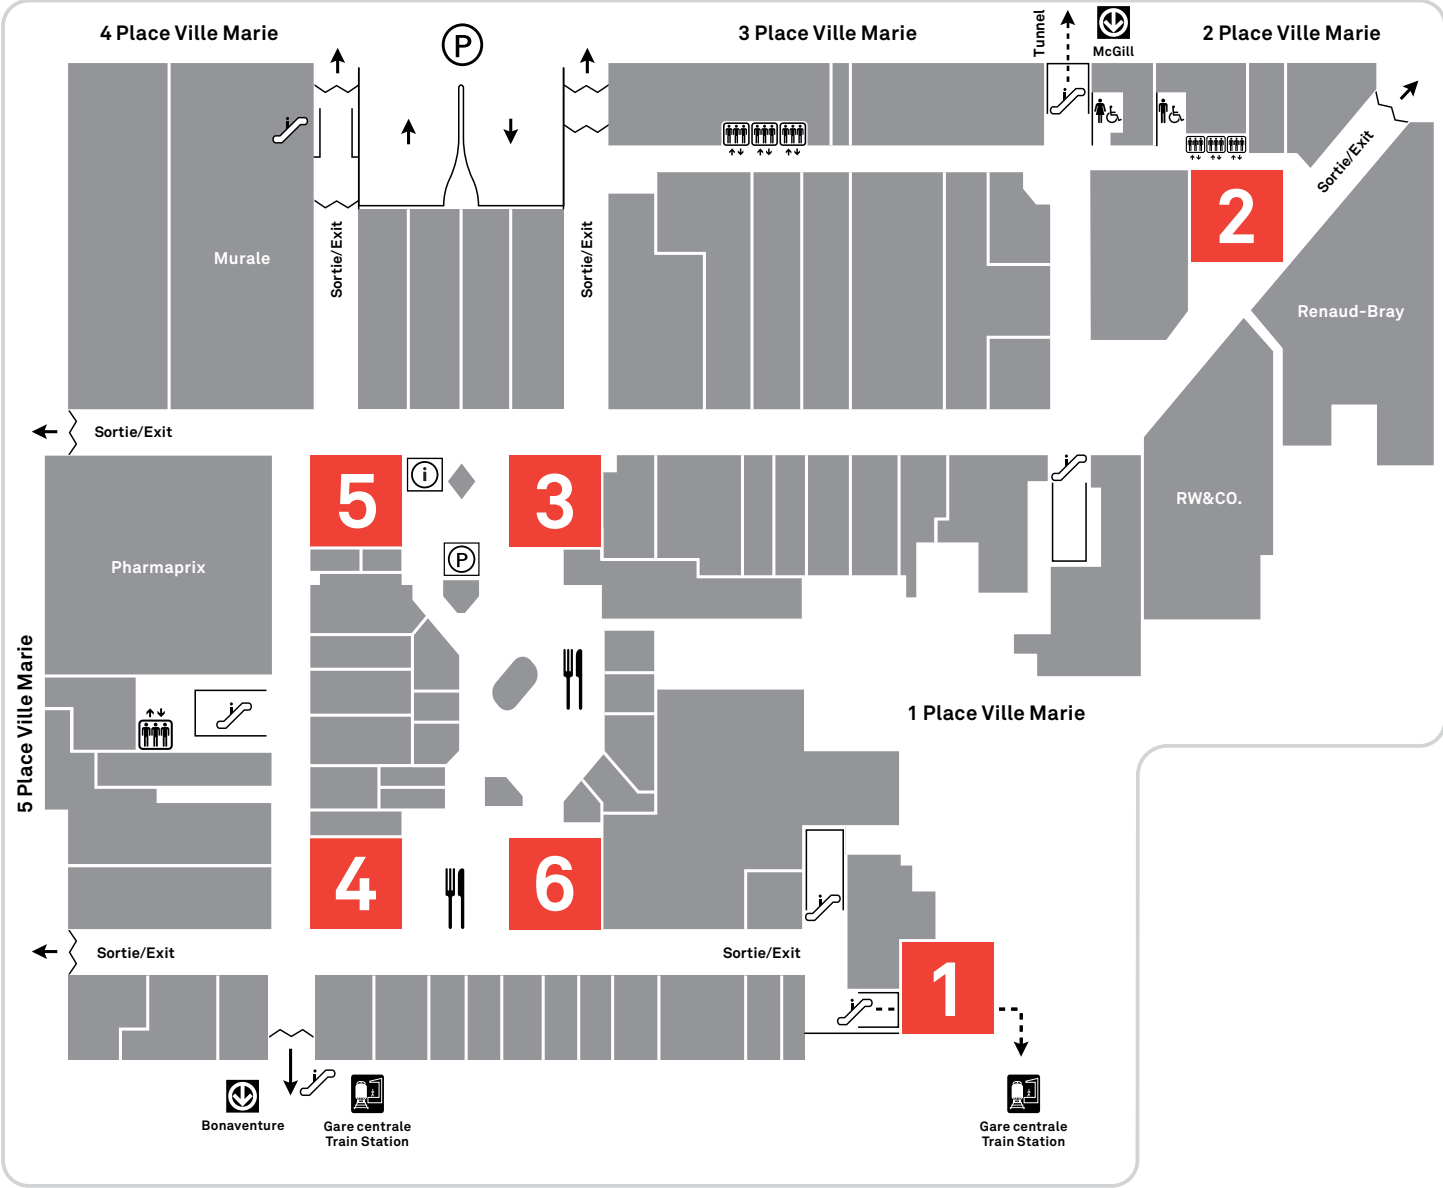 4 Place Ville Marie
P
3 Place Ville Marie
Tunnel
McGill
2 Place Ville Marie
Sortie/Exit
2
Murale
Sortie/Exit
Sortie/Exit
Renaud-Bray
Sortie/Exit
5
i
3
RW&CO.
P
Pharmaprix
5 Place Ville Marie
1 Place Ville Marie
4
6
Sortie/Exit
Sortie/Exit
1
Bonaventure
Gare centrale
Train Station
Gare centrale
Train Station